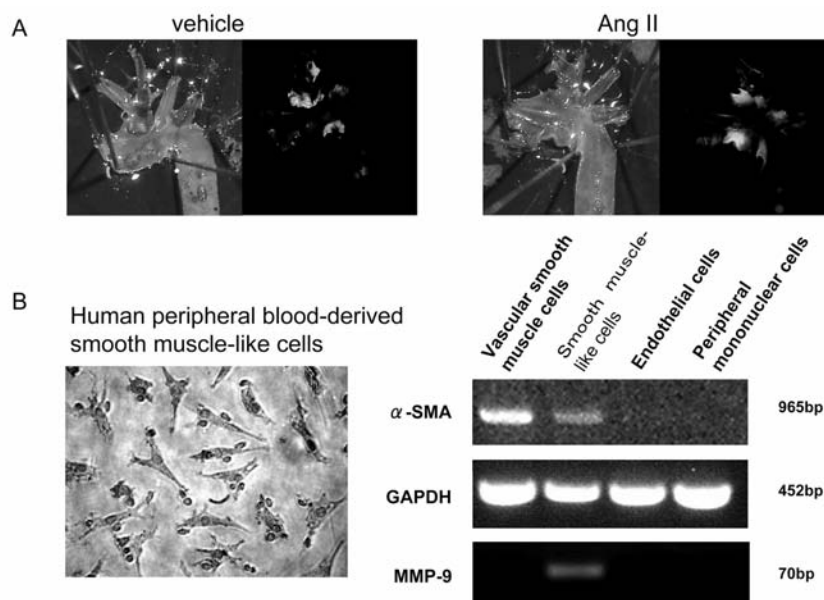 A
vehicle
Ang II
B
Human peripheral blood-derived
smooth muscle-like cells
Vascular smooth
muscle cells
Smooth muscle-
like cells
Endothelial cells
Peripheral
mononuclear cells
α-SMA
965bp
GAPDH
452bp
MMP-9
70bp